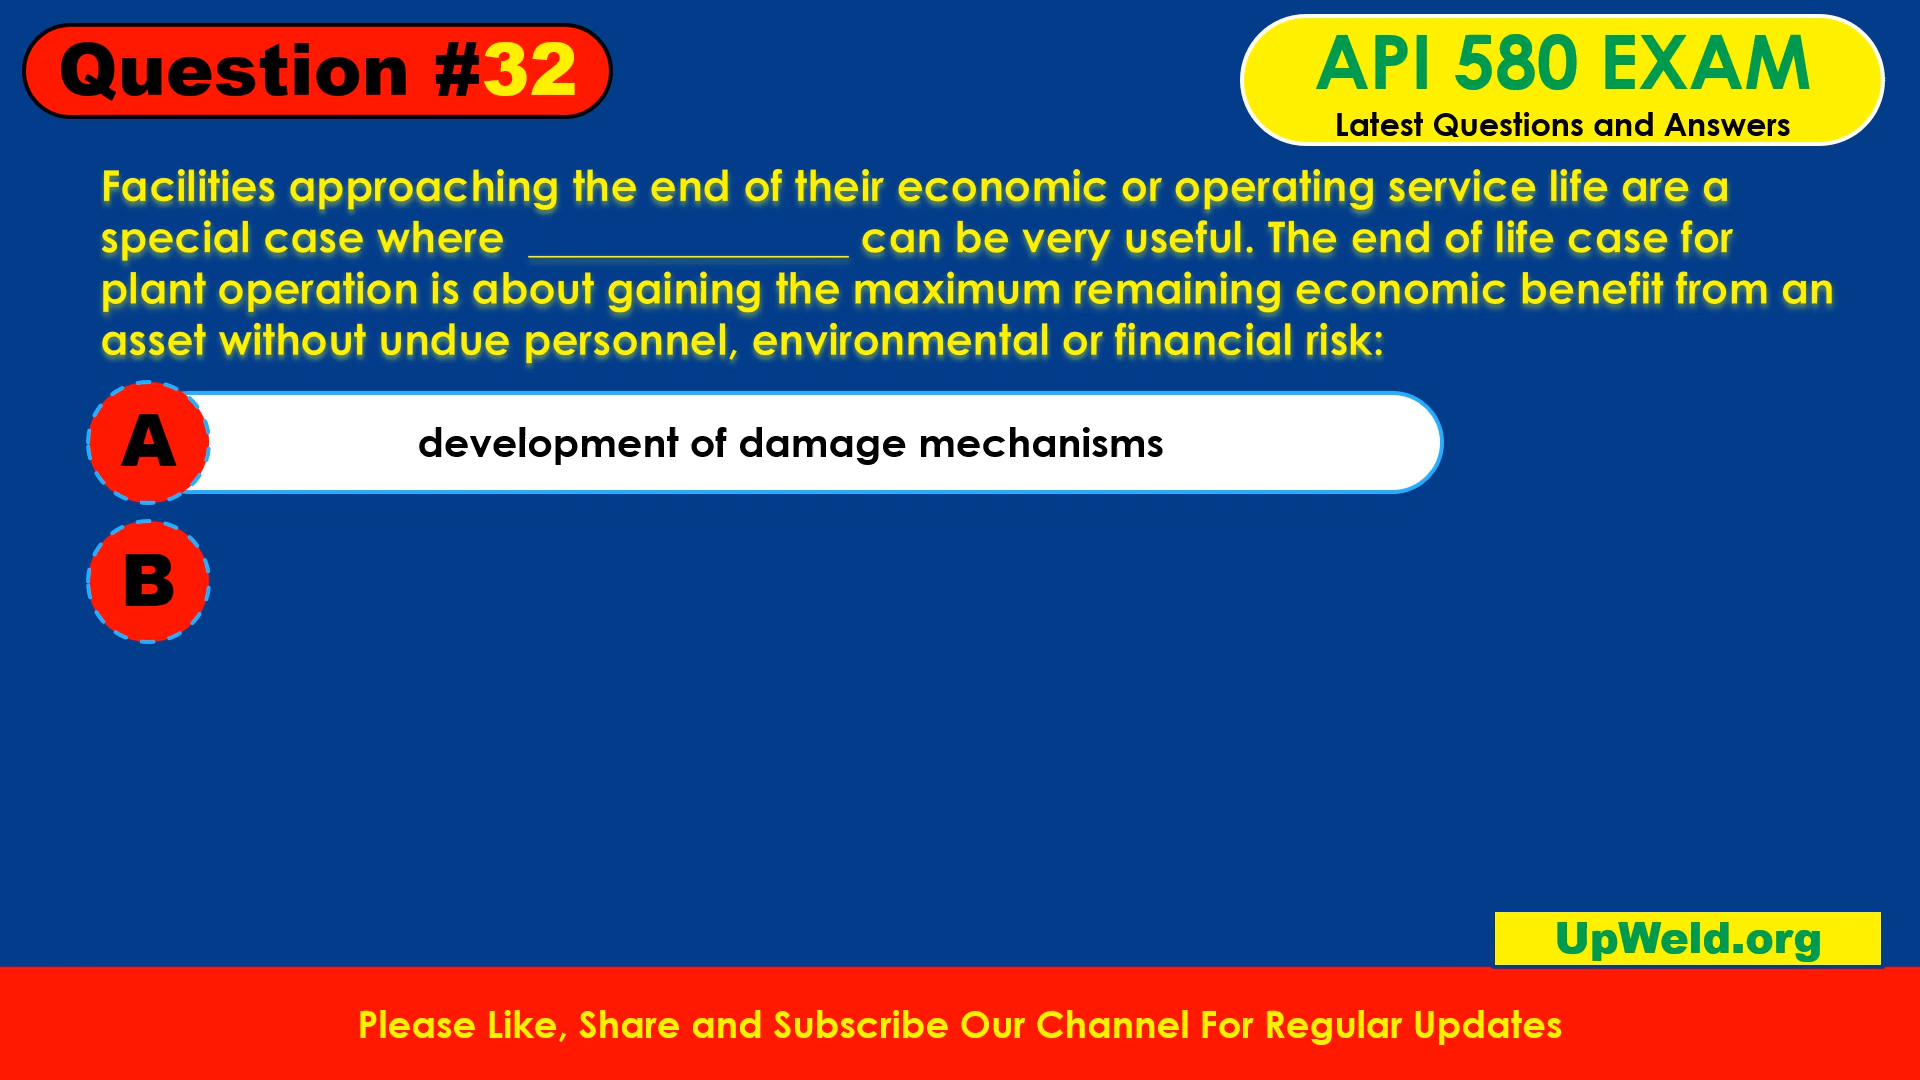 Question #32
API 580 EXAM
Latest Questions and Answers
Facilities approaching the end of their economic or operating service life are a
special case where ________________ can be very useful. The end of life case for
plant operation is about gaining the maximum remaining economic benefit from an
asset without undue personnel, environmental or financial risk:
A development of damage mechanisms
B
UpWeld.org
Please Like, Share and Subscribe Our Channel For Regular Updates